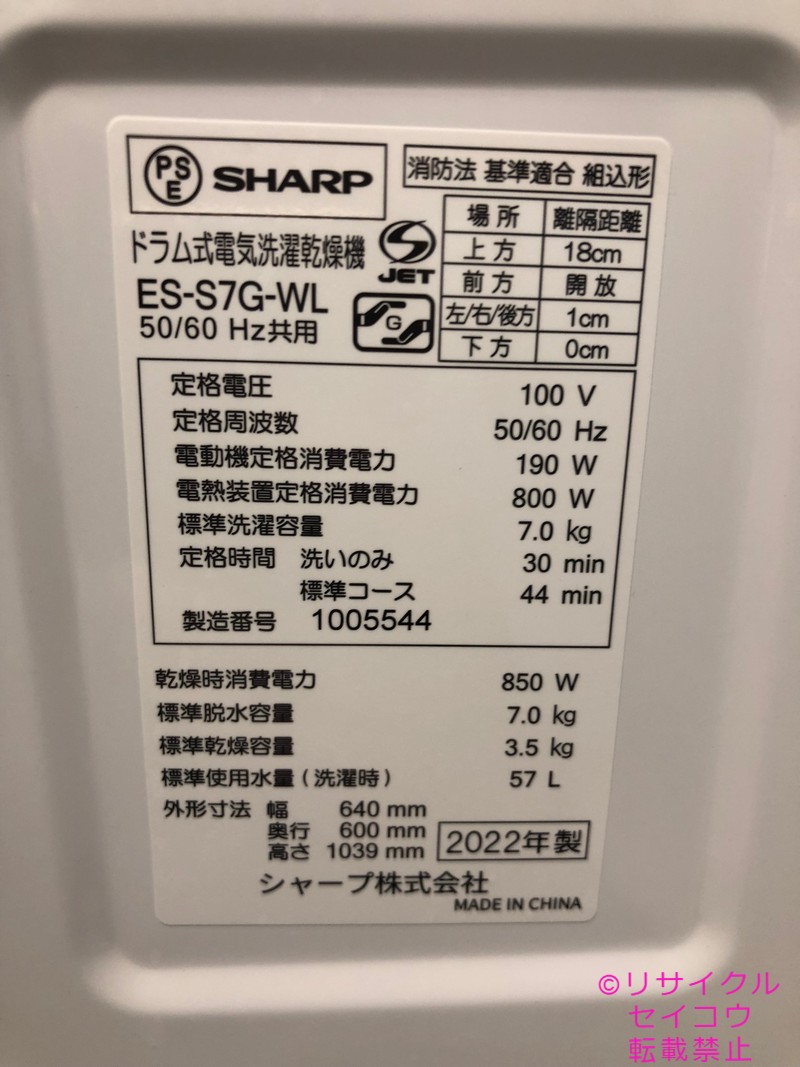 PSE SHARP
消防法 基準適合 組込形
ドラム式電気洗濯乾燥機
JET
ES-S7G-WL
G
50/60 Hz共用
場所 離隔距離
上方 18cm
前方 開放
左/右/後方 1cm
下方 0cm
定格電圧 100 V
定格周波数 50/60 Hz
電動機定格消費電力 190 W
電熱装置定格消費電力 800 W
標準洗濯容量 7.0 kg
定格時間 洗いのみ 30 min
標準コース 44 min
製造番号 1005544
乾燥時消費電力 850 W
標準脱水容量 7.0 kg
標準乾燥容量 3.5 kg
標準使用水量(洗濯時) 57 L
外形寸法 幅 640 mm
奥行 600 mm
高さ 1039 mm
2022年製
シャープ株式会社
MADE IN CHINA
©リサイクル
セイコウ
転載禁止